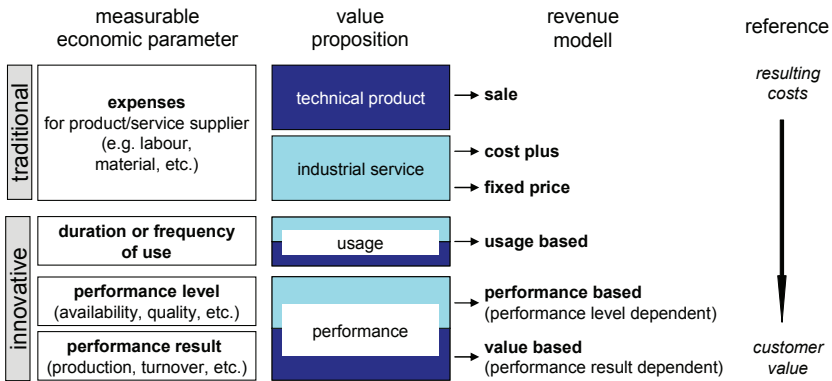 measurable
economic parameter
value
proposition
revenue
modell
reference
traditional
expenses
for product/service supplier
(e.g. labour,
material, etc.)
technical product
sale
industrial service
cost plus
fixed price
resulting
costs
innovative
duration or frequency
of use
usage
usage based
performance level
(availability, quality, etc.)
performance
performance based
(performance level dependent)
performance result
(production, turnover, etc.)
value based
(performance result dependent)
customer
value